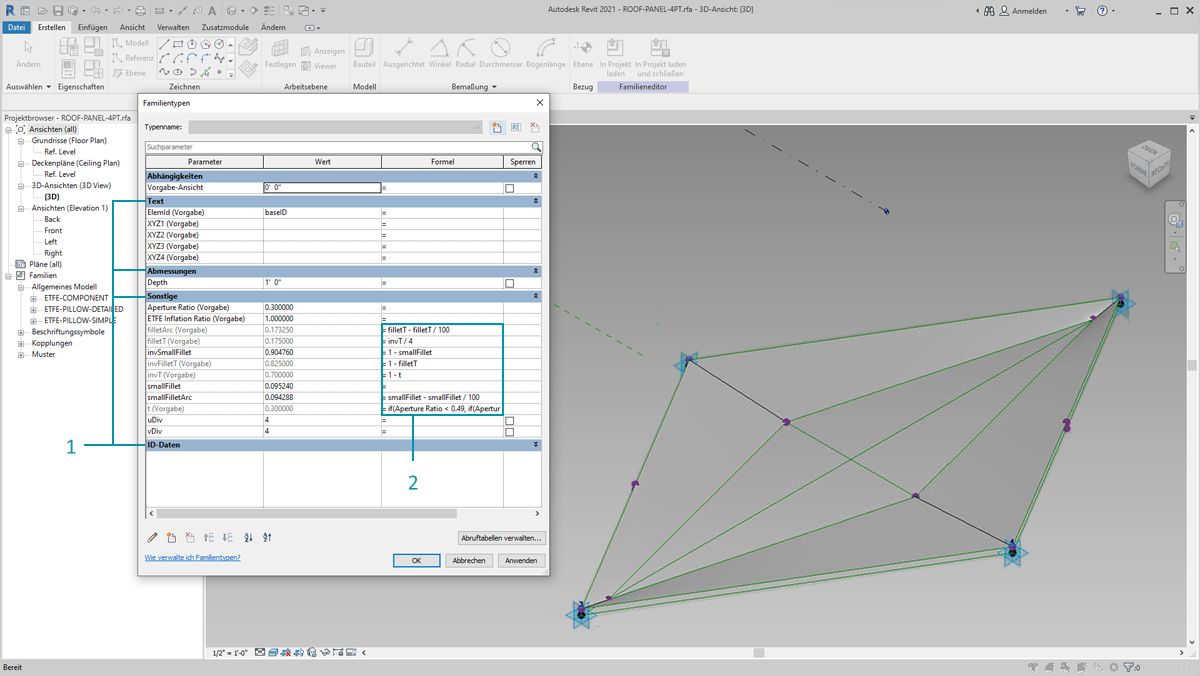 Autodesk Revit 2021 - ROOF-PANEL-4PT.rfa - 3D-Ansicht: {3D}
Anmelden
Datei Erstellen Einfügen Ansicht Verwalten Zusatzmodule Ändern
Ändern
Modell
Referenz
Ebene
Festlegen
Anzeigen
Viewer
Bauteil
Ausgerichtet Winkel Radial Durchmesser Bogenlänge
Ebene
In Projekt laden
In Projekt laden und schließen
Auswählen Eigenschaften Zeichnen Arbeitsebene Modell Bemaßung Bezug Familieneditor
Projektbrowser - ROOF-PANEL-4PT.rfa
Ansichten (all)
Grundrisse (Floor Plan)
Ref. Level
Deckenpläne (Ceiling Plan)
Ref. Level
3D-Ansichten (3D View)
{3D}
Ansichten (Elevation 1)
Back
Front
Left
Right
Pläne (all)
Familien
Allgemeines Modell
ETFE-COMPONENT
ETFE-PILLOW-DETAILED
ETFE-PILLOW-SIMPLE
Beschriftungssymbole
Kopplungen
Muster
Familientypen
Typenname:
Suchparameter
Parameter Wert Formel Sperren
Abhängigkeiten
Vorgabe-Ansicht 0' 0" =
Text
ElemId (Vorgabe) baseID =
XYZ1 (Vorgabe) =
XYZ2 (Vorgabe) =
XYZ3 (Vorgabe) =
XYZ4 (Vorgabe) =
Abmessungen
Depth 1' 0" =
Sonstige
Aperture Ratio (Vorgabe) 0.300000 =
ETFE Inflation Ratio (Vorgabe) 1.000000 =
filletArc (Vorgabe) 0.173250 = filletT - filletT / 100
filletT (Vorgabe) 0.175000 = invT / 4
invSmallFillet 0.904760 = 1 - smallFillet
invFilletT (Vorgabe) 0.825000 = 1 - filletT
invT (Vorgabe) 0.700000 = 1 - t
smallFillet 0.095240 =
smallFilletArc 0.094288 = smallFillet - smallFillet / 100
t (Vorgabe) 0.300000 = if(Aperture Ratio < 0.49, if(Apertur
uDiv 4 =
vDiv 4 =
ID-Daten
1
2
Abruftabellen verwalten...
Wie verwalte ich Familientypen?
OK Abbrechen Anwenden
OBEN
VORNE
RECHTS
1/2" = 1'-0"
Bereit
:0